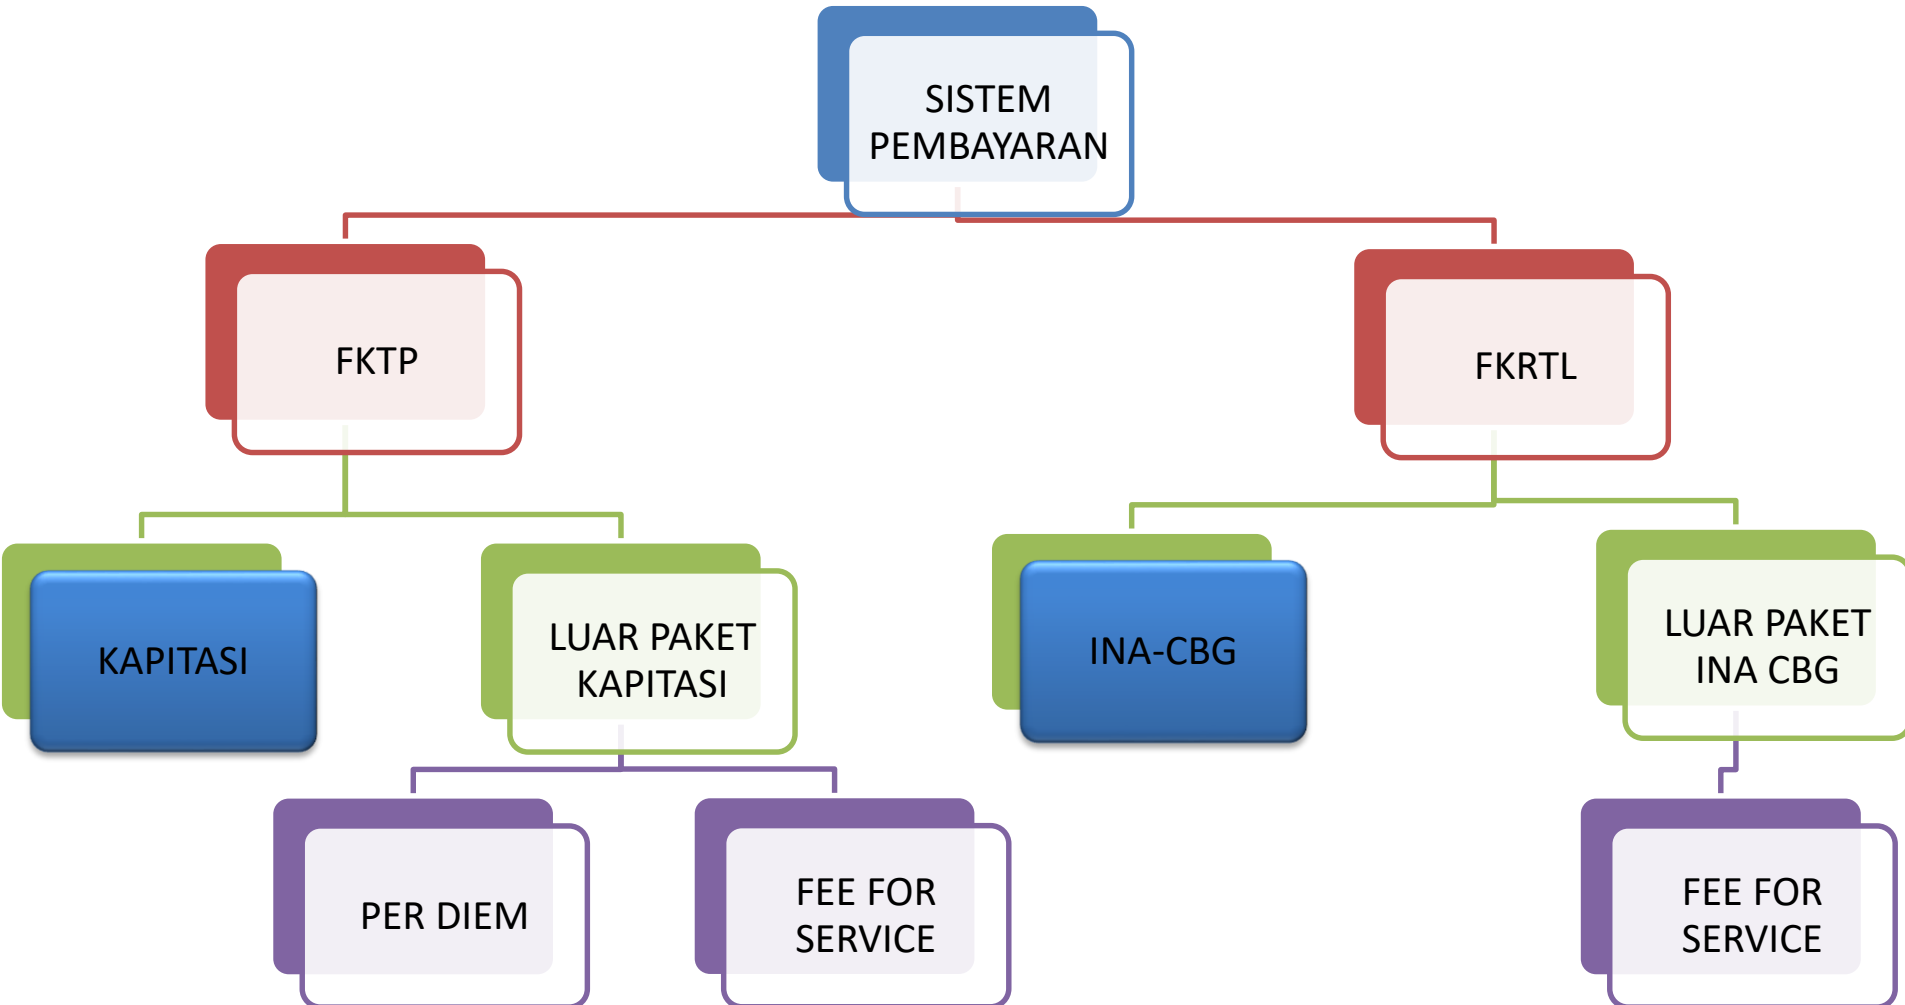 SISTEM
PEMBAYARAN
FKTP
FKRTL
KAPITASI
LUAR PAKET
KAPITASI
INA-CBG
LUAR PAKET
INA CBG
PER DIEM
FEE FOR
SERVICE
FEE FOR
SERVICE